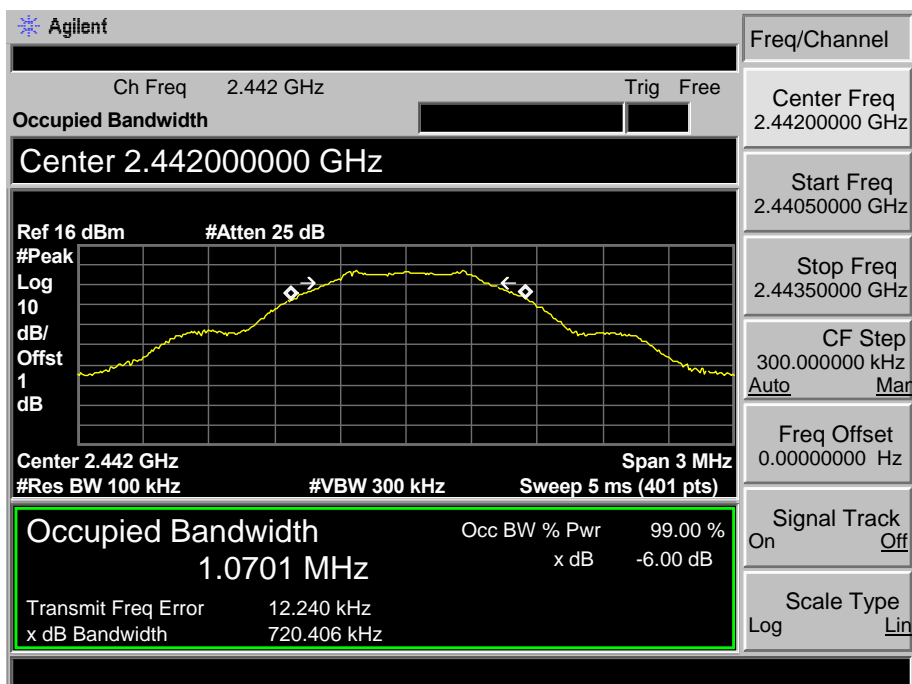 Agilent
Freq/Channel
Ch Freq 2.442 GHz Trig Free
Occupied Bandwidth
Center 2.442000000 GHz
Ref 16 dBm #Atten 25 dB
#Peak
Log
10
dB/
Offst
1
dB
Center 2.442 GHz Span 3 MHz
#Res BW 100 kHz #VBW 300 kHz Sweep 5 ms (401 pts)
Occupied Bandwidth Occ BW % Pwr 99.00 %
1.0701 MHz x dB -6.00 dB
Transmit Freq Error 12.240 kHz
x dB Bandwidth 720.406 kHz
Center Freq
2.44200000 GHz
Start Freq
2.44050000 GHz
Stop Freq
2.44350000 GHz
CF Step
300.000000 kHz
Auto Man
Freq Offset
0.00000000 Hz
Signal Track
On Off
Scale Type
Log Lin